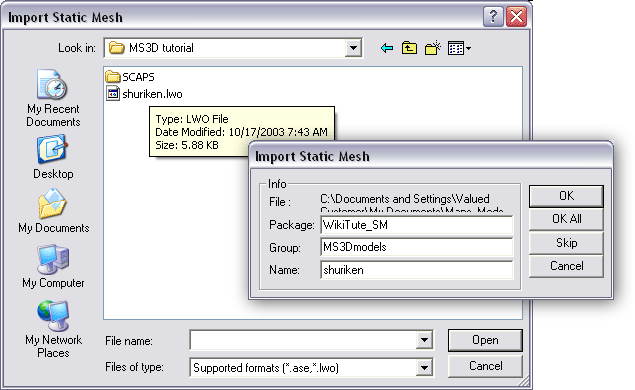 Import Static Mesh
Look in:
MS3D tutorial
My Recent
Documents
Desktop
My Documents
My Computer
My Network
Places
SCAPS
shuriken.lwo
Type: LWO File
Date Modified: 10/17/2003 7:43 AM
Size: 5.88 KB
File name:
Open
Files of type:
Supported formats (*.ase,*.lwo)
Cancel
Import Static Mesh
Info
File :
C:\Documents and Settings\Valued
Customer\My Documents\Maps, Mode
Package:
WikiTute_SM
Group:
MS3Dmodels
Name:
shuriken
OK
OK All
Skip
Cancel